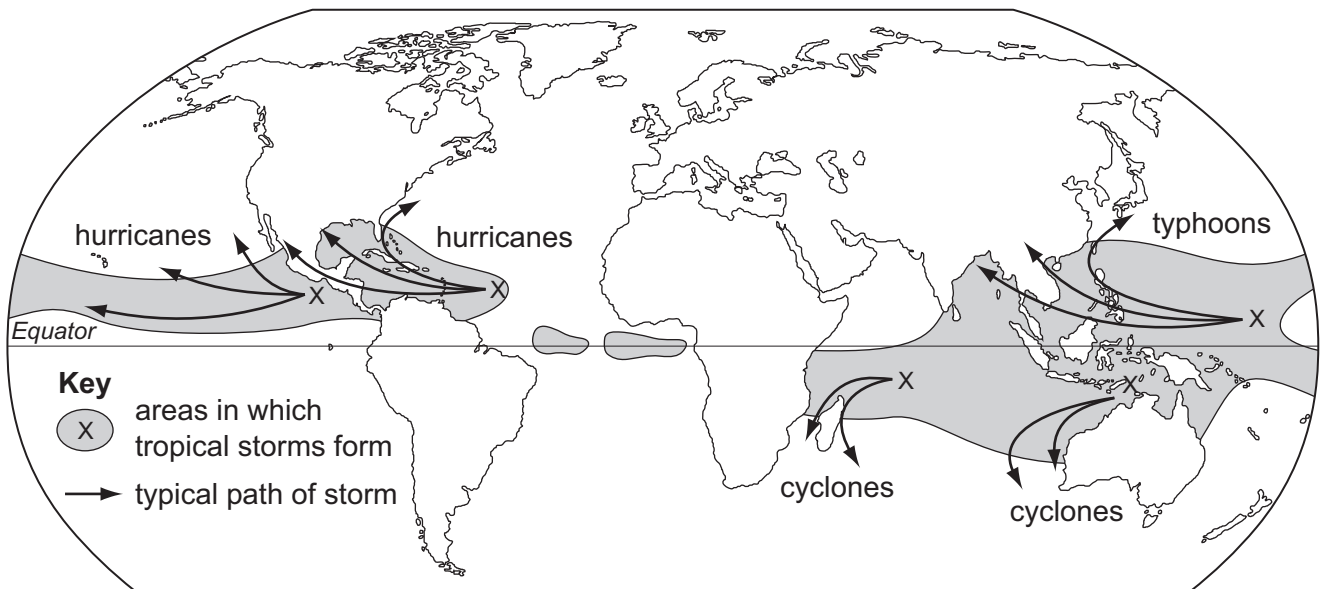 hurricanes
hurricanes
typhoons
X
X
X
Equator
X
X
Key
X
areas in which
tropical storms form
typical path of storm
cyclones
cyclones